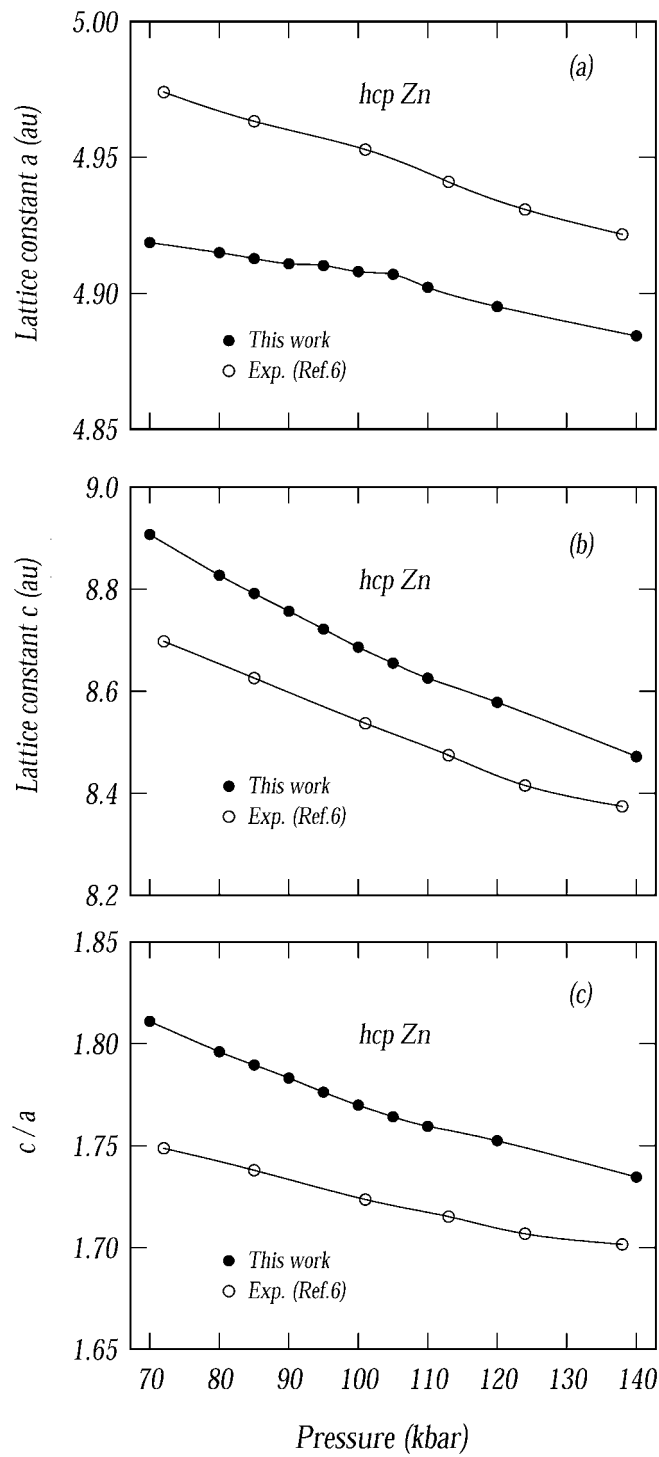 5.00
(a)
hcp Zn
4.95
Lattice constant a (au)
4.90
This work
Exp. (Ref.6)
4.85
9.0
(b)
hcp Zn
8.8
Lattice constant c (au)
8.6
8.4
This work
Exp. (Ref.6)
8.2
1.85
(c)
hcp Zn
1.80
c / a
1.75
1.70
This work
Exp. (Ref.6)
1.65
70 80 90 100 110 120 130 140
Pressure (kbar)